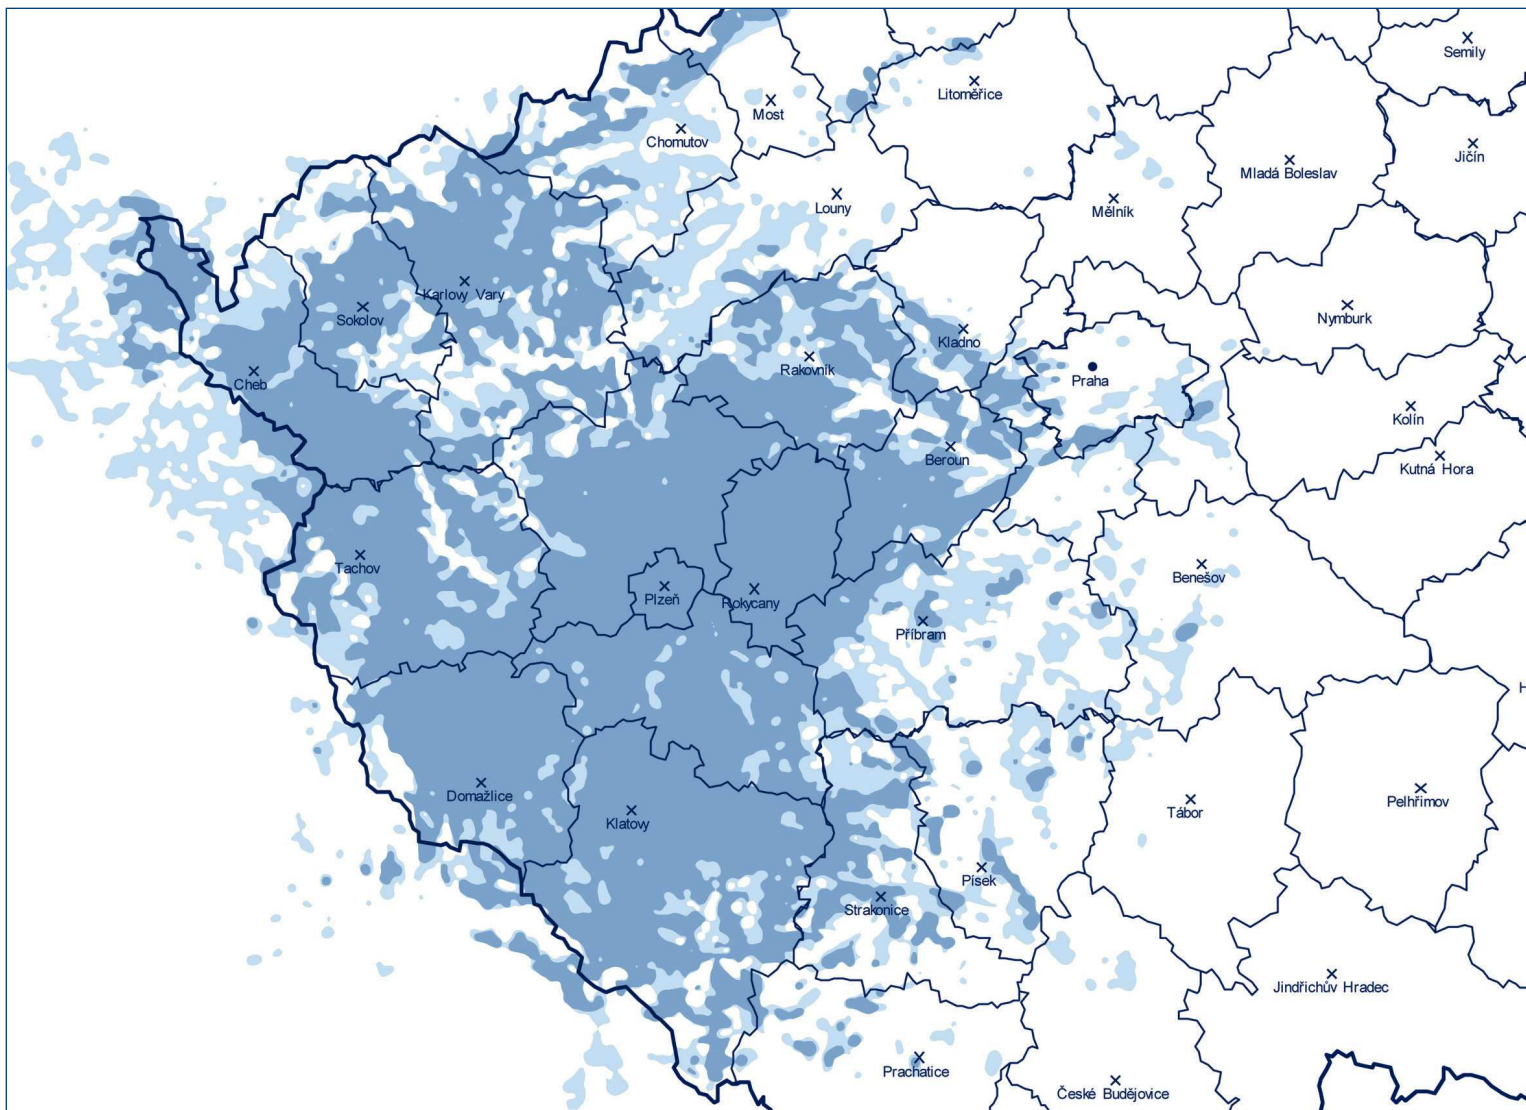 Semily
Litoměřice
Most
Chomutov
Jičín
Mladá Boleslav
Mělník
Louny
Karlovy Vary
Sokolov
Nymburk
Kladno
Rakovník
Praha
Cheb
Kolín
Beroun
Kutná Hora
Tachov
Benešov
Plzeň
Rokycany
Příbram
H
Domažlice
Pelhřimov
Klatovy
Tábor
Písek
Strakonice
Jindřichův Hradec
Prachatice
České Budějovice